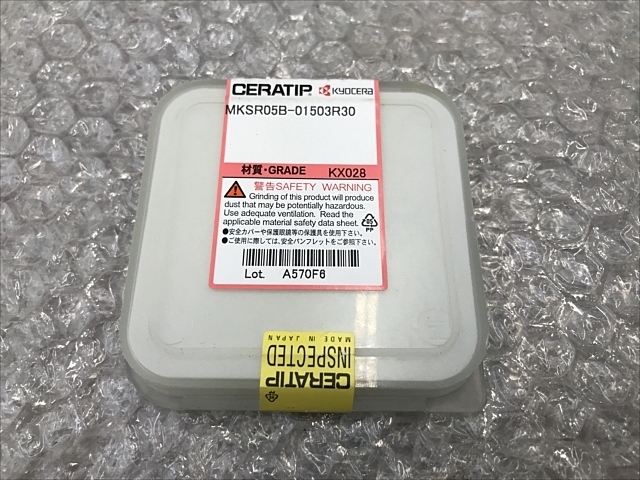 CERATIP KYOCERA
MKSR05B-01503R30
材質・GRADE KX028
警告SAFETY WARNING
Grinding of this product will produce
dust that may be potentially hazardous.
Use adequate ventilation. Read the
applicable material safety data sheet.
PP
●安全カバーや保護眼鏡等の保護具を使用下さい。
●ご使用に際しては、安全パンフレットをご参照下さい。
Lot. A570F6
MADE IN JAPAN
INSPECTED
CERATIP